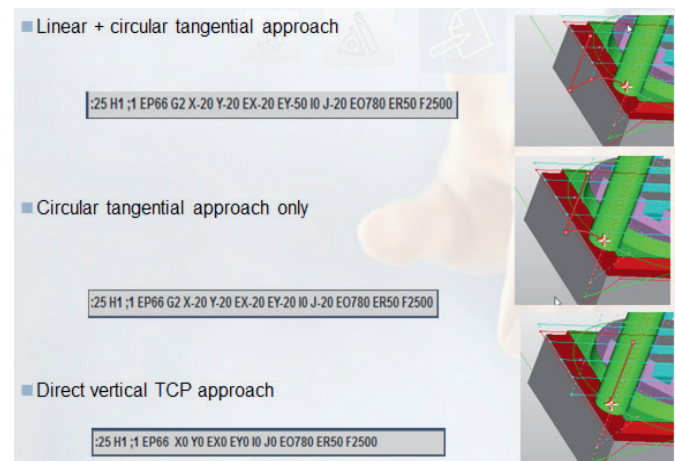 Linear + circular tangential approach
:25 H1 ;1 EP66 G2 X-20 Y-20 EX-20 EY-50 I0 J-20 EO780 ER50 F2500
Circular tangential approach only
:25 H1 ;1 EP66 G2 X-20 Y-20 EX-20 EY-20 I0 J-20 EO780 ER50 F2500
Direct vertical TCP approach
:25 H1 ;1 EP66 X0 Y0 EX0 EY0 I0 J0 EO780 ER50 F2500